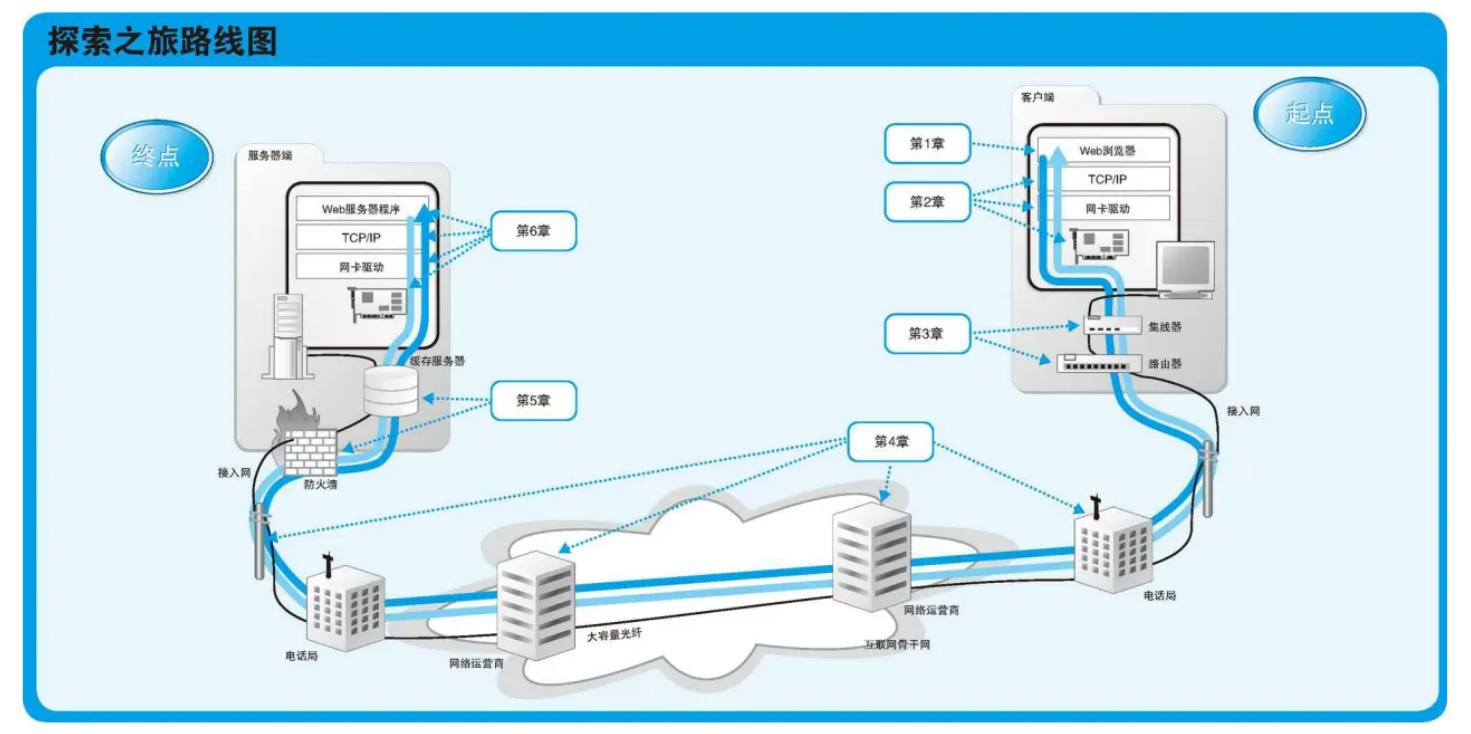 探索之旅路线图
终点
起点
服务器端
Web服务器程序
TCP/IP
网卡驱动
第6章
缓存服务器
第5章
防火墙
接入网
电话局
网络运营商
大容量光纤
第4章
互联网骨干网
网络运营商
电话局
接入网
客户端
Web浏览器
TCP/IP
网卡驱动
第1章
第2章
第3章
集线器
路由器